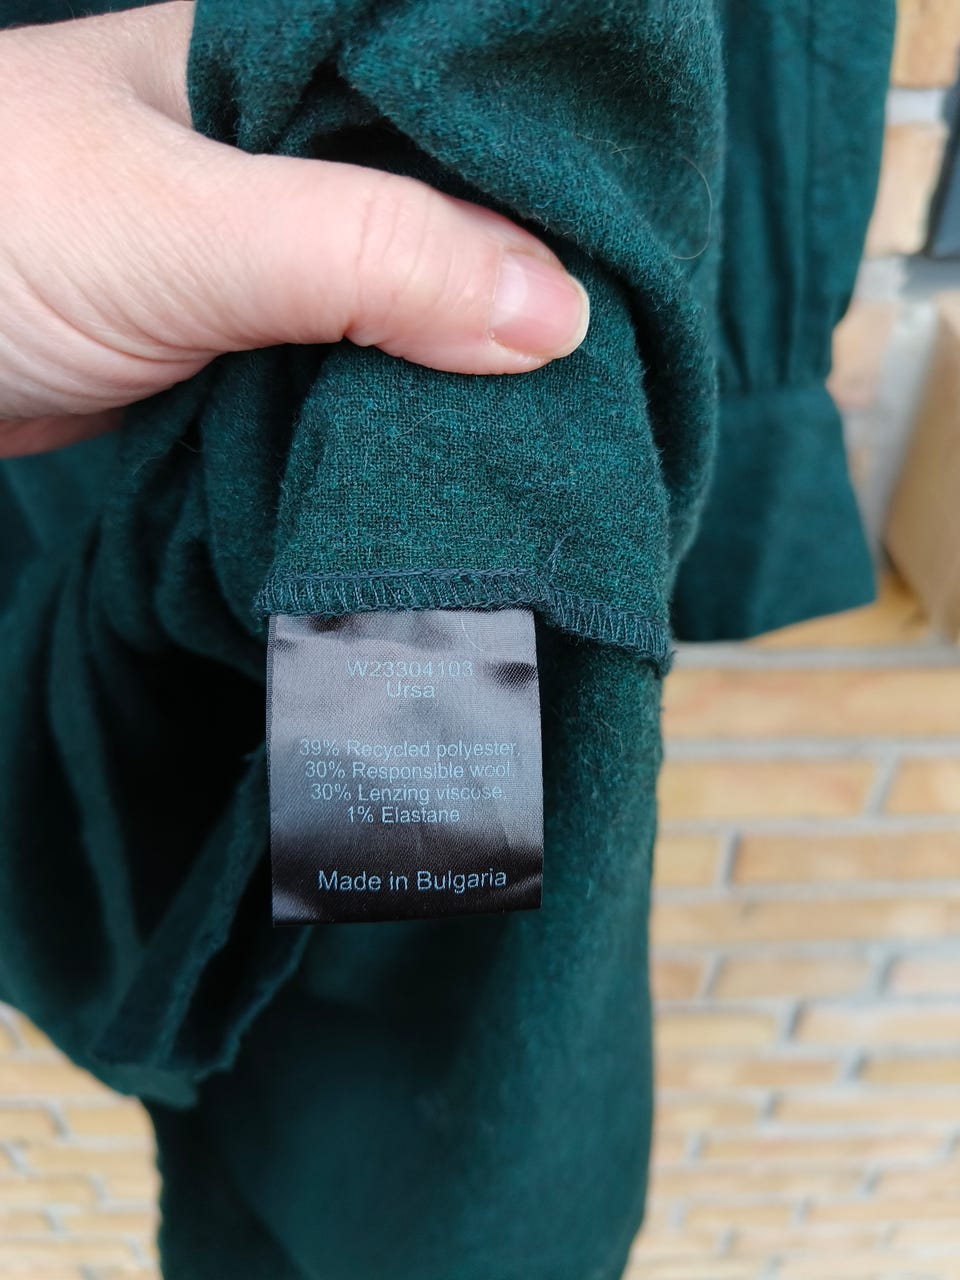 W23304103
Ursa
39% Recycled polyester,
30% Responsible wool,
30% Lenzing viscose,
1% Elastane
Made in Bulgaria